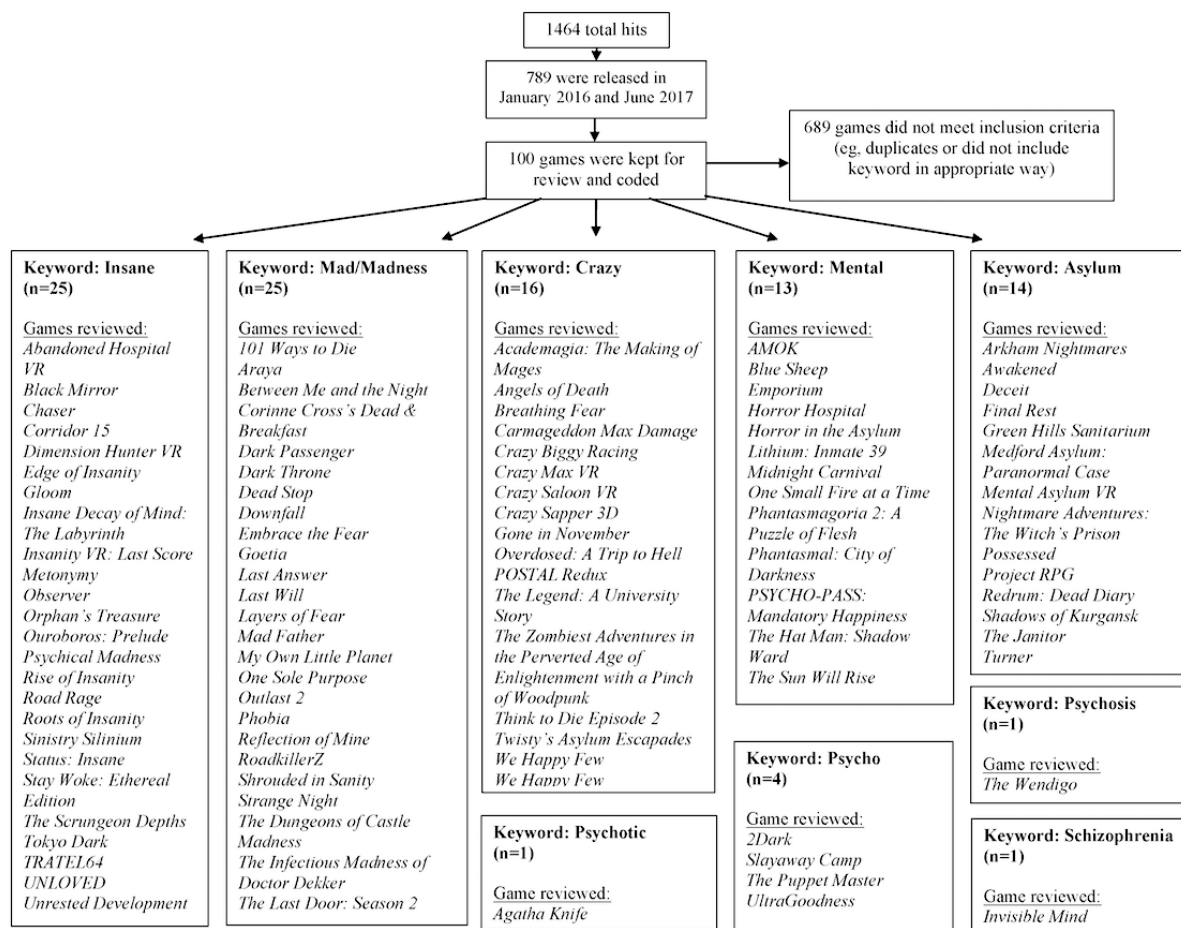 1464 total hits
789 were released in
January 2016 and June 2017
689 games did not meet inclusion criteria
(eg, duplicates or did not include
keyword in appropriate way)
100 games were kept for
review and coded
Keyword: Insane
(n=25)
Games reviewed:
Abandoned Hospital
VR
Black Mirror
Chaser
Corridor 15
Dimension Hunter VR
Edge of Insanity
Gloom
Insane Decay of Mind:
The Labyrinth
Insanity VR: Last Score
Metonymy
Observer
Orphan's Treasure
Ouroboros: Prelude
Psychical Madness
Rise of Insanity
Road Rage
Roots of Insanity
Sinistry Silinium
Status: Insane
Stay Woke: Ethereal
Edition
The Scrungeon Depths
Tokyo Dark
TRATEL64
UNLOVED
Unrested Development
Keyword: Mad/Madness
(n=25)
Games reviewed:
101 Ways to Die
Araya
Between Me and the Night
Corinne Cross's Dead &
Breakfast
Dark Passenger
Dark Throne
Dead Stop
Downfall
Embrace the Fear
Goetia
Last Answer
Last Will
Layers of Fear
Mad Father
My Own Little Planet
One Sole Purpose
Outlast 2
Phobia
Reflection of Mine
RoadkillerZ
Shrouded in Sanity
Strange Night
The Dungeons of Castle
Madness
The Infectious Madness of
Doctor Dekker
The Last Door: Season 2
Keyword: Crazy
(n=16)
Games reviewed:
Academagia: The Making of
Mages
Angels of Death
Breathing Fear
Carmageddon Max Damage
Crazy Biggy Racing
Crazy Max VR
Crazy Saloon VR
Crazy Sapper 3D
Gone in November
Overdosed: A Trip to Hell
POSTAL Redux
The Legend: A University
Story
The Zombiest Adventures in
the Perverted Age of
Enlightenment with a Pinch
of Woodpunk
Think to Die Episode 2
Twisty's Asylum Escapades
We Happy Few
We Happy Few
Keyword: Psychotic
(n=1)
Game reviewed:
Agatha Knife
Keyword: Mental
(n=13)
Games reviewed:
AMOK
Blue Sheep
Emporium
Horror Hospital
Horror in the Asylum
Lithium: Inmate 39
Midnight Carnival
One Small Fire at a Time
Phantasmagoria 2: A
Puzzle of Flesh
Phantasmal: City of
Darkness
PSYCHO-PASS:
Mandatory Happiness
The Hat Man: Shadow
Ward
The Sun Will Rise
Keyword: Psycho
(n=4)
Game reviewed:
2Dark
Slayaway Camp
The Puppet Master
UltraGoodness
Keyword: Asylum
(n=14)
Games reviewed:
Arkham Nightmares
Awakened
Deceit
Final Rest
Green Hills Sanitarium
Medford Asylum:
Paranormal Case
Mental Asylum VR
Nightmare Adventures:
The Witch's Prison
Possessed
Project RPG
Redrum: Dead Diary
Shadows of Kurgansk
The Janitor
Turner
Keyword: Psychosis
(n=1)
Game reviewed:
The Wendigo
Keyword: Schizophrenia
(n=1)
Game reviewed:
Invisible Mind